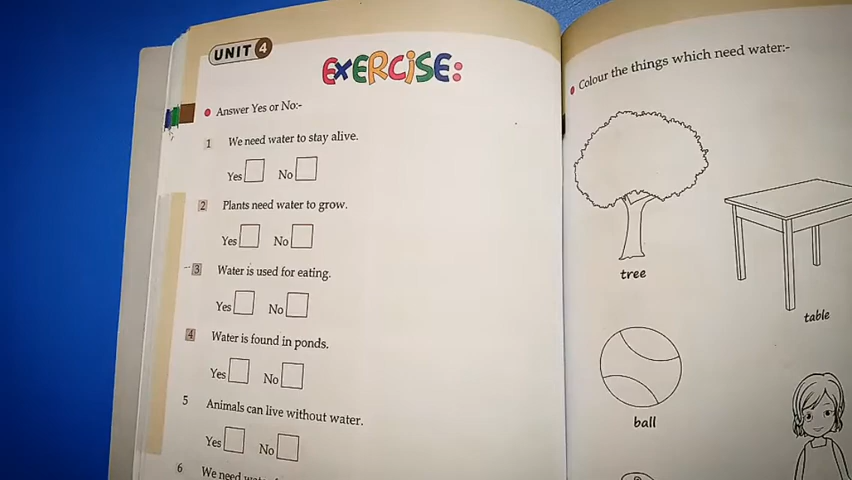 UNIT 4
EXERCISE:
Answer Yes or No:-
1 We need water to stay alive.
Yes No
2 Plants need water to grow.
Yes No
3 Water is used for eating.
Yes No
4 Water is found in ponds.
Yes No
5 Animals can live without water.
Yes No
6 We need
Colour the things which need water:-
tree
table
ball